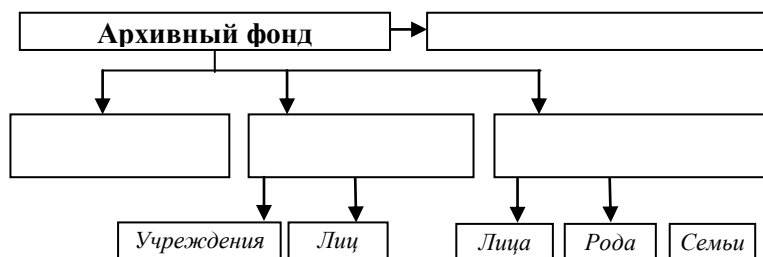 Архивный фонд
Учреждения
Лиц
Лица
Рода
Семьи